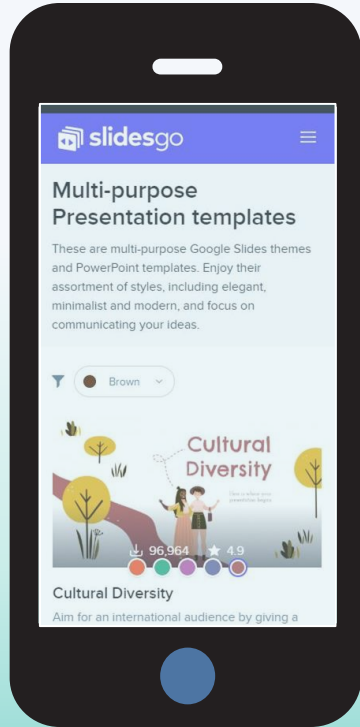 slidesgo
Multi-purpose
Presentation templates
These are multi-purpose Google Slides themes
and PowerPoint templates. Enjoy their
assortment of styles, including elegant,
minimalist and modern, and focus on
communicating your ideas.
Brown
Cultural
Diversity
96,964 4.9
Cultural Diversity
Aim for an international audience by giving a